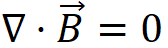 ∇ ⋅ B⃗ = 0